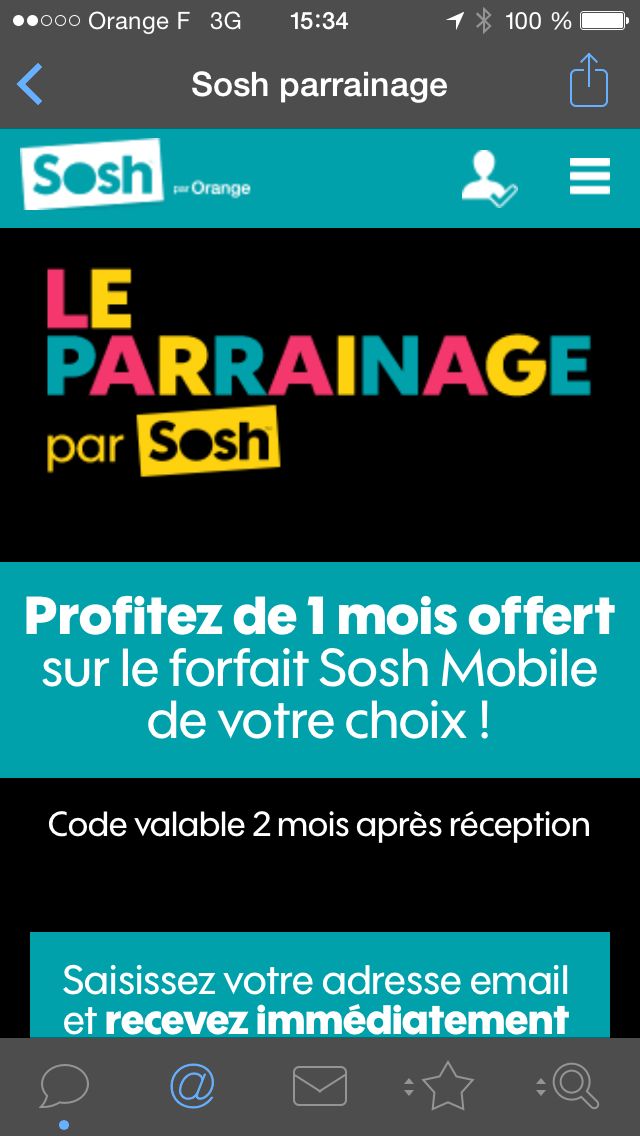 Orange F 3G 15:34 100 %
Sosh parrainage
Sosh par Orange
LE
PARRAINAGE
par Sosh
Profitez de 1 mois offert
sur le forfait Sosh Mobile
de votre choix !
Code valable 2 mois après réception
Saisissez votre adresse email
et recevez immédiatement
@